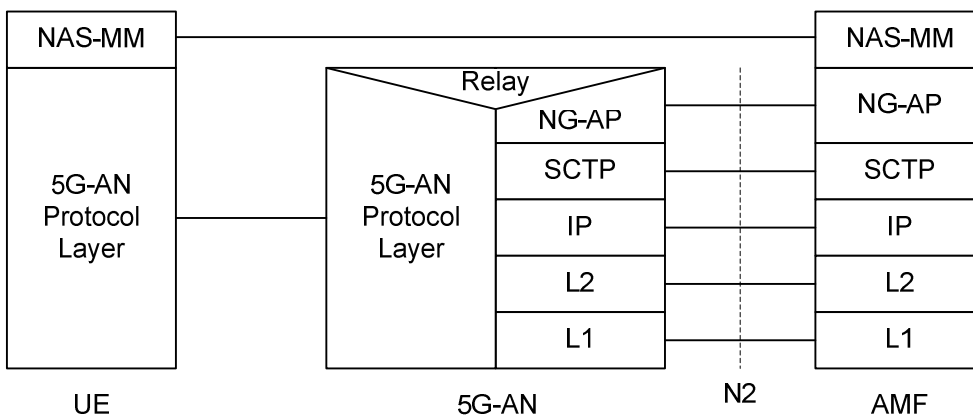 NAS-MM
NAS-MM
Relay
NG-AP
NG-AP
SCTP
SCTP
5G-AN
Protocol
Layer
5G-AN
Protocol
Layer
IP
IP
L2
L2
L1
L1
UE
5G-AN
N2
AMF